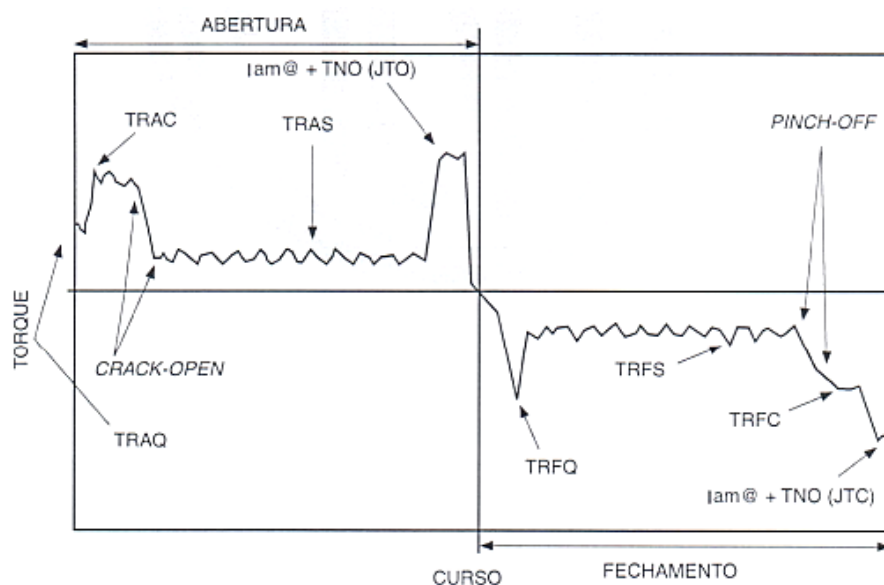 ABERTURA
Iam@ + TNO (JTO)
TRAC
TRAS
PINCH-OFF
TORQUE
CRACK-OPEN
TRFS
TRAQ
TRFC
TRFQ
Iam@ + TNO (JTC)
CURSO
FECHAMENTO